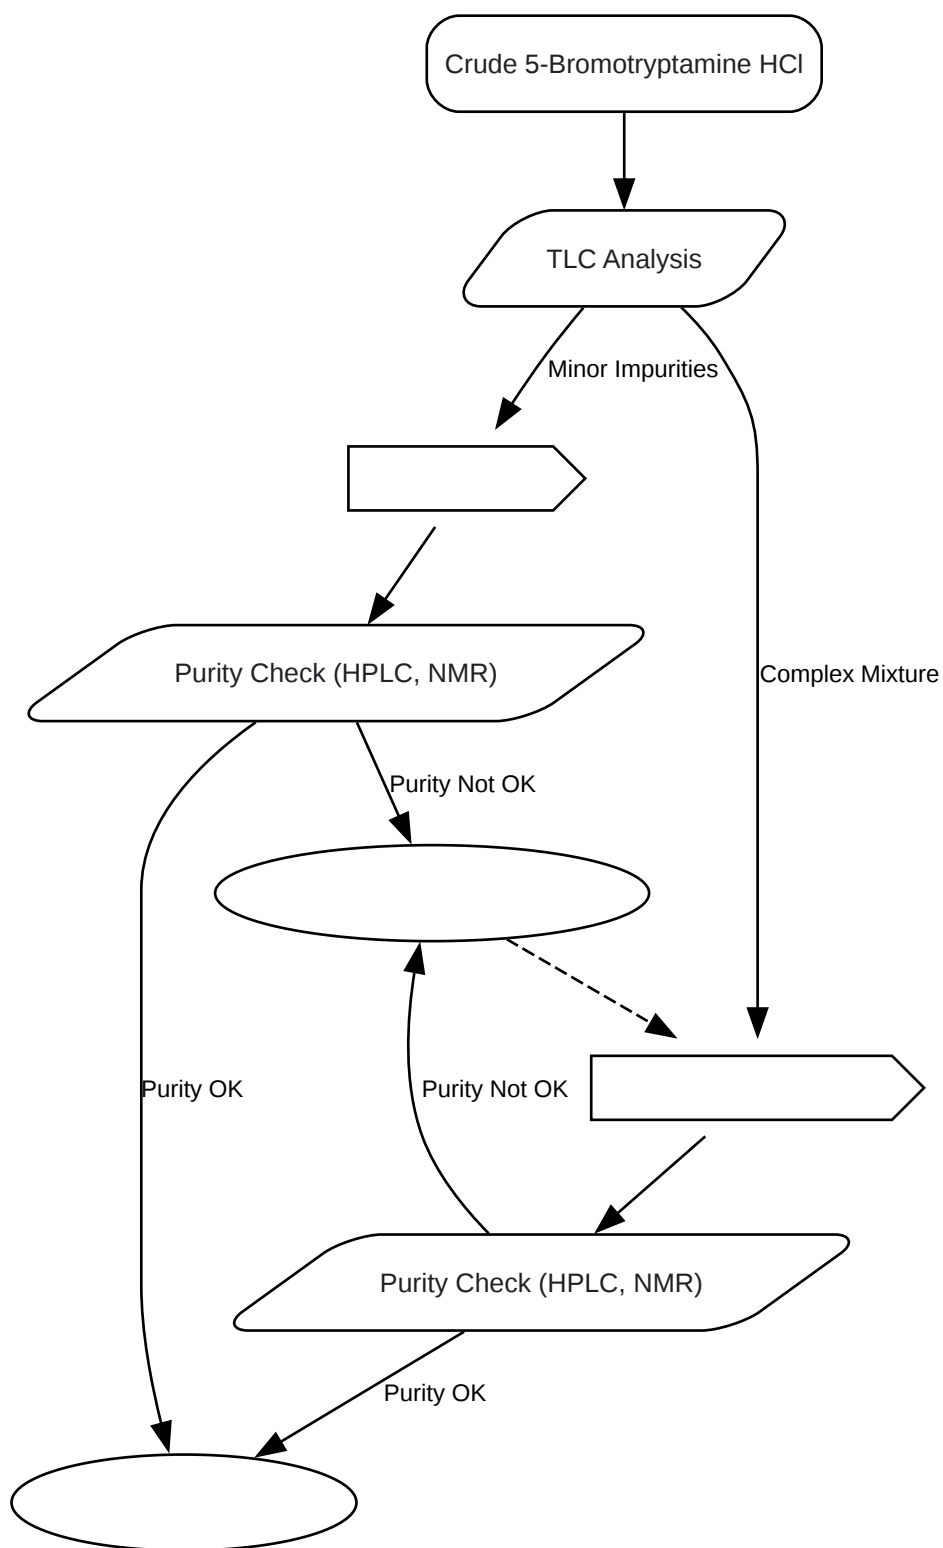 Crude 5-Bromotryptamine HCl
TLC Analysis
Minor Impurities
Purity Check (HPLC, NMR)
Complex Mixture
Purity Not OK
Purity OK
Purity Not OK
Purity Check (HPLC, NMR)
Purity OK